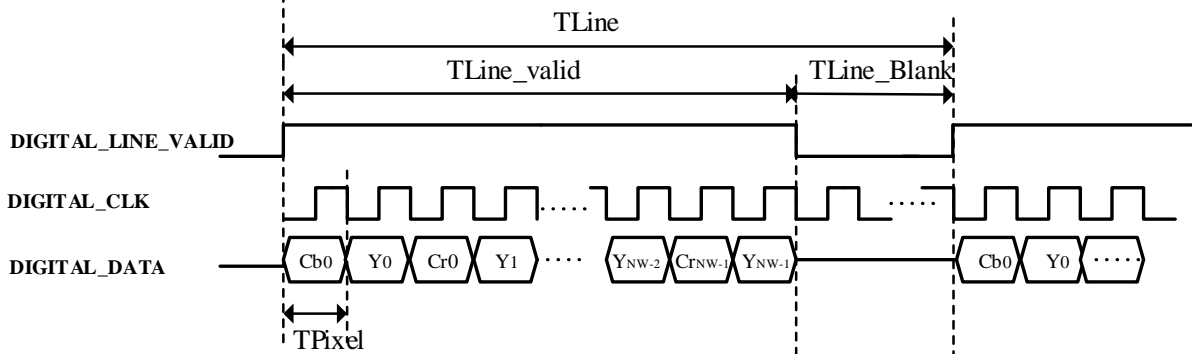 TLine
TLine_valid TLine_Blank
DIGITAL_LINE_VALID
DIGITAL_CLK ..... .....
DIGITAL_DATA Cb0 Y0 Cr0 Y1 .... YNW-2 CrNW-1 YNW-1 Cb0 Y0 .....
TPixel